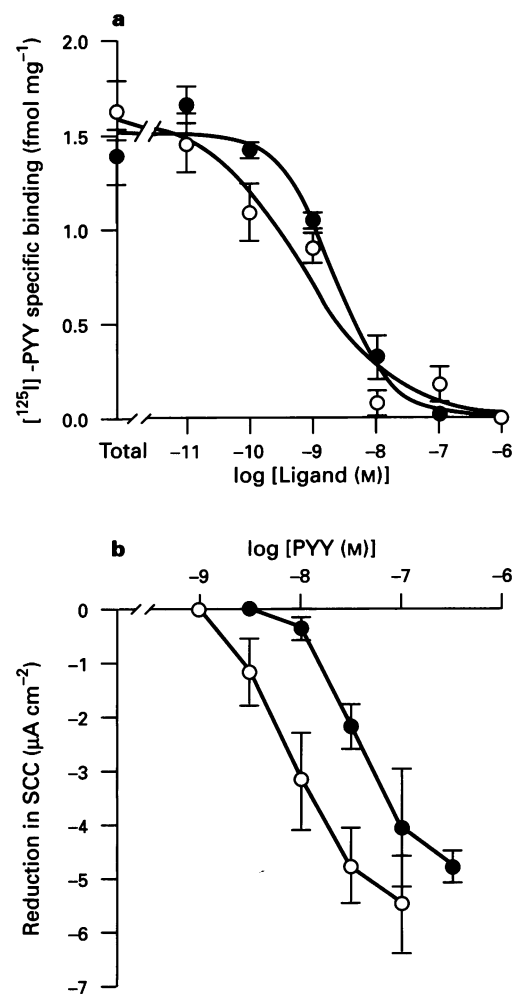 a
[¹²⁵I] -PYY specific binding (fmol mg⁻¹)
2.0
1.5
1.0
0.5
0.0
Total –11 –10 –9 –8 –7 –6
log [Ligand (M)]
b
log [PYY (M)]
–9 –8 –7 –6
Reduction in SCC (μA cm⁻²)
0
–1
–2
–3
–4
–5
–6
–7